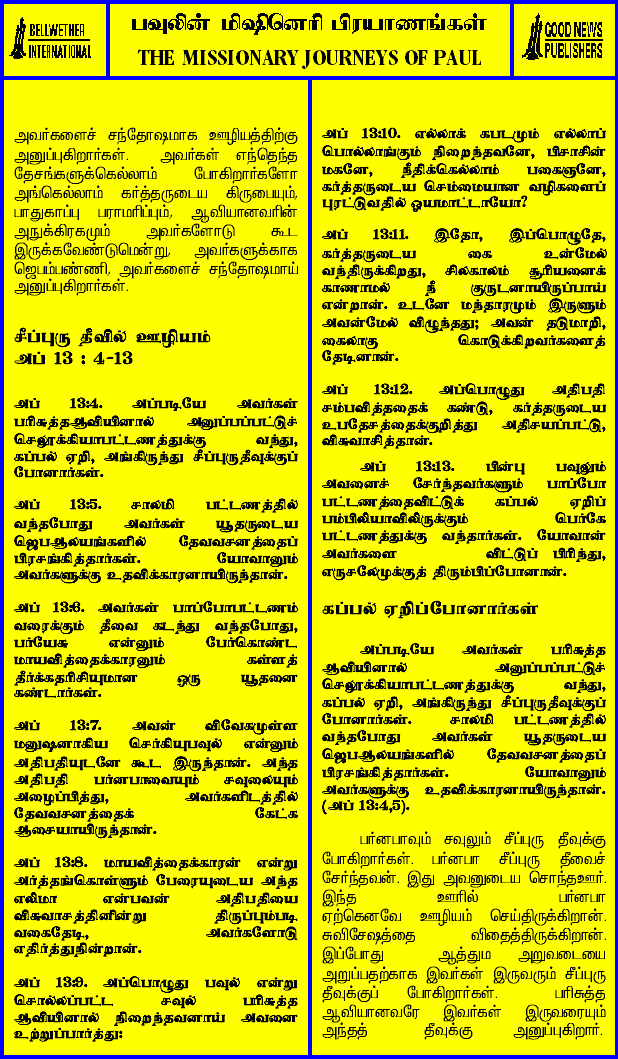 BELLWETHER
INTERNATIONAL
பவுலின் மிஷினெரி பிரயாணங்கள்
THE MISSIONARY JOURNEYS OF PAUL
GOOD NEWS
PUBLISHERS
அவர்களைச் சந்தோஷமாக ஊழியத்திற்கு
அனுப்புகிறார்கள். அவர்கள் எந்தெந்த
தேசங்களுக்கெல்லாம் போகிறார்களோ
அங்கெல்லாம் கர்த்தருடைய கிருபையும்,
பாதுகாப்பு பராமரிப்பும், ஆவியானவரின்
அநுக்கிரகமும் அவர்களோடு கூட
இருக்கவேண்டுமென்று, அவர்களுக்காக
ஜெபம்பண்ணி, அவர்களைச் சந்தோஷமாய்
அனுப்புகிறார்கள்.
சீப்புரு தீவில் ஊழியம்
அப் 13 : 4-13
அப் 13:4. அப்படியே அவர்கள்
பரிசுத்தஆவியினால் அனுப்பப்பட்டுச்
செலூக்கியாபட்டணத்துக்கு வந்து,
கப்பல் ஏறி, அங்கிருந்து சீப்புருதீவுக்குப்
போனார்கள்.
அப் 13:5. சாலமி பட்டணத்தில்
வந்தபோது அவர்கள் யூதருடைய
ஜெபஆலயங்களில் தேவவசனத்தைப்
பிரசங்கித்தார்கள். யோவானும்
அவர்களுக்கு உதவிக்காரனாயிருந்தான்.
அப் 13:6. அவர்கள் பாப்போபட்டணம்
வரைக்கும் தீவை கடந்து வந்தபோது,
பர்யேசு என்னும் பேர்கொண்ட
மாயவித்தைக்காரனும் கள்ளத்
தீர்க்கதரிசியுமான ஒரு யூதனை
கண்டார்கள்.
அப் 13:7. அவன் விவேகமுள்ள
மனுஷனாகிய செர்கியுபவுல் என்னும்
அதிபதியுடனே கூட இருந்தான். அந்த
அதிபதி பர்னபாவையும் சவுலையும்
அழைப்பித்து, அவர்களிடத்தில்
தேவவசனத்தைக் கேட்க
ஆசையாயிருந்தான்.
அப் 13:8. மாயவித்தைக்காரன் என்று
அர்த்தங்கொள்ளும் பேரையுடைய அந்த
எலிமா என்பவன் அதிபதியை
விசுவாசத்தினின்று திருப்பும்படி
வகைதேடி, அவர்களோடு
எதிர்த்துநின்றான்.
அப் 13:9. அப்பொழுது பவுல் என்று
சொல்லப்பட்ட சவுல் பரிசுத்த
ஆவியினால் நிறைந்தவனாய் அவனை
உற்றுப்பார்த்து:
அப் 13:10. எல்லாக் கபடமும் எல்லாப்
பொல்லாங்கும் நிறைந்தவனே, பிசாசின்
மகனே, நீதிக்கெல்லாம் பகைஞனே,
கர்த்தருடைய செம்மையான வழிகளைப்
புரட்டுவதில் ஓயமாட்டாயோ?
அப் 13:11. இதோ, இப்பொழுதே,
கர்த்தருடைய கை உன்மேல்
வந்திருக்கிறது, சிலகாலம் சூரியனைக்
காணாமல் நீ குருடனாயிருப்பாய்
என்றான். உடனே மந்தாரமும் இருளும்
அவன்மேல் விழுந்தது; அவன் தடுமாறி,
கைலாகு கொடுக்கிறவர்களைத்
தேடினான்.
அப் 13:12. அப்பொழுது அதிபதி
சம்பவித்ததைக் கண்டு, கர்த்தருடைய
உபதேசத்தைக்குறித்து அதிசயப்பட்டு,
விசுவாசித்தான்.
அப் 13:13. பின்பு பவுலும்
அவனைச் சேர்ந்தவர்களும் பாப்போ
பட்டணத்தைவிட்டுக் கப்பல் ஏறிப்
பம்பிலியாவிலிருக்கும் பெர்கே
பட்டணத்துக்கு வந்தார்கள். யோவான்
அவர்களை விட்டுப் பிரிந்து,
எருசலேமுக்குத் திரும்பிப்போனான்.
கப்பல் ஏறிப்போனார்கள்
அப்படியே அவர்கள் பரிசுத்த
ஆவியினால் அனுப்பப்பட்டுச்
செலூக்கியாபட்டணத்துக்கு வந்து,
கப்பல் ஏறி, அங்கிருந்து சீப்புருதீவுக்குப்
போனார்கள். சாலமி பட்டணத்தில்
வந்தபோது அவர்கள் யூதருடைய
ஜெபஆலயங்களில் தேவவசனத்தைப்
பிரசங்கித்தார்கள். யோவானும்
அவர்களுக்கு உதவிக்காரனாயிருந்தான்.
(அப் 13:4,5).
பர்னபாவும் சவுலும் சீப்புரு தீவுக்கு
போகிறார்கள். பர்னபா சீப்புரு தீவைச்
சேர்ந்தவன். இது அவனுடைய சொந்தஊர்.
இந்த ஊரில் பர்னபா
ஏற்கெனவே ஊழியம் செய்திருக்கிறான்.
சுவிசேஷத்தை விதைத்திருக்கிறான்.
இப்போது ஆத்தும அறுவடையை
அறுப்பதற்காக இவர்கள் இருவரும் சீப்புரு
தீவுக்குப் போகிறார்கள். பரிசுத்த
ஆவியானவரே இவர்கள் இருவரையும்
அந்தத் தீவுக்கு அனுப்புகிறார்.